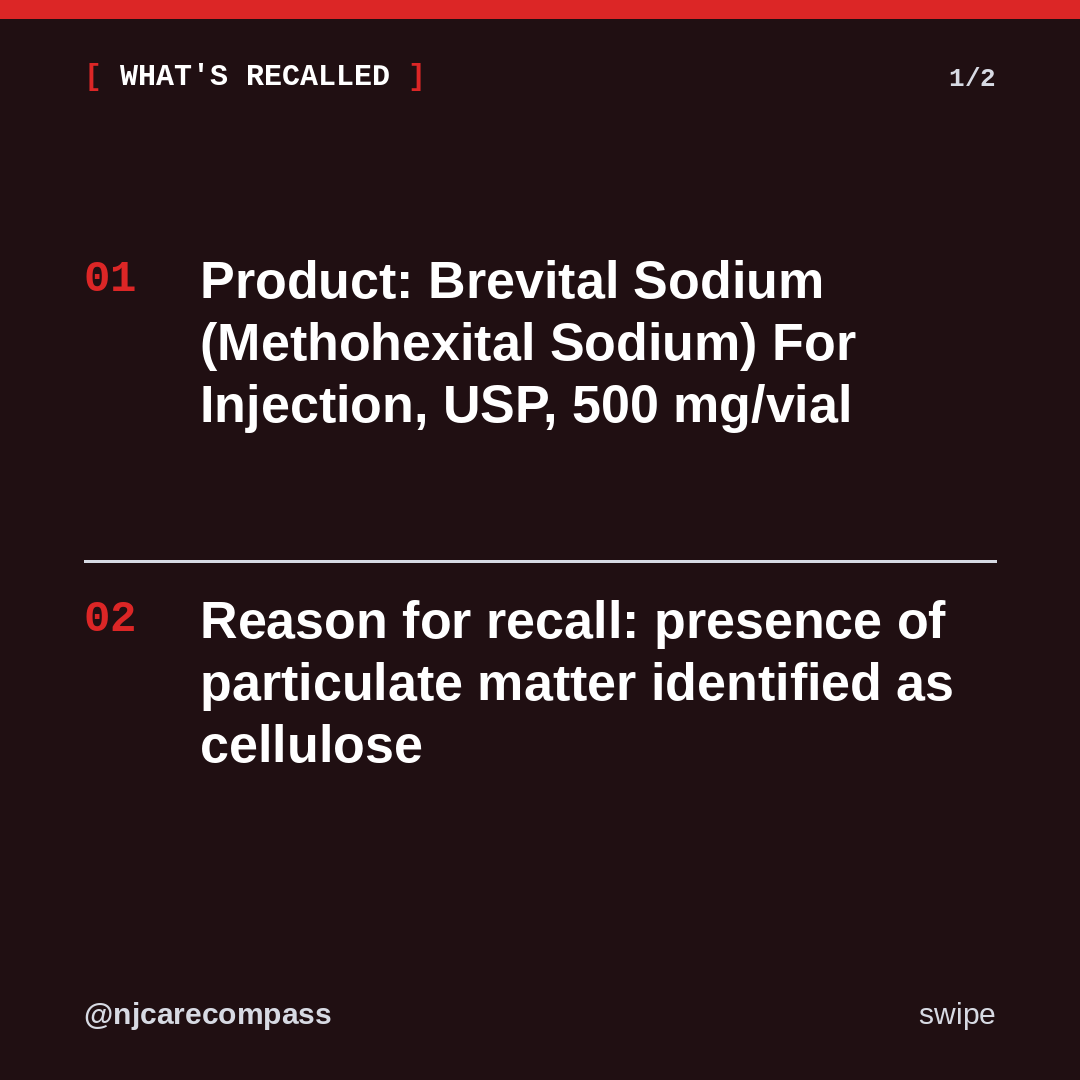 [ WHAT'S RECALLED ]
1/2
01
Product: Brevital Sodium
(Methohexital Sodium) For
Injection, USP, 500 mg/vial
02
Reason for recall: presence of
particulate matter identified as
cellulose
@njcarecompass
swipe